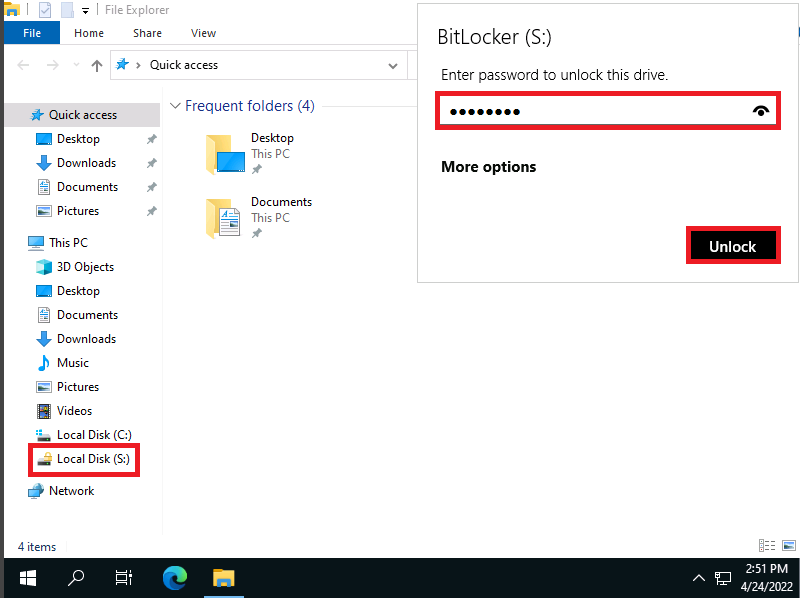 File Explorer
File Home Share View
Quick access
Quick access
Desktop
Downloads
Documents
Pictures
This PC
3D Objects
Desktop
Documents
Downloads
Music
Pictures
Videos
Local Disk (C:)
Local Disk (S:)
Network
Frequent folders (4)
Desktop
This PC
Documents
This PC
4 items
BitLocker (S:)
Enter password to unlock this drive.
••••••••
More options
Unlock
2:51 PM
4/24/2022